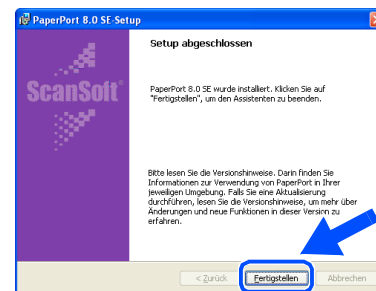 PaperPort 8.0 SE-Setup
Setup abgeschlossen
ScanSoft
PaperPort 8.0 SE wurde installiert. Klicken Sie auf
"Fertigstellen", um den Assistenten zu beenden.
Bitte lesen Sie die Versionshinweise. Darin finden Sie
Informationen zur Verwendung von PaperPort in Ihrer
jeweiligen Umgebung. Falls Sie eine Aktualisierung
durchführen, lesen Sie die Versionshinweise, um mehr über
Änderungen und neue Funktionen in dieser Version zu
erfahren.
< Zurück Fertigstellen Abbrechen